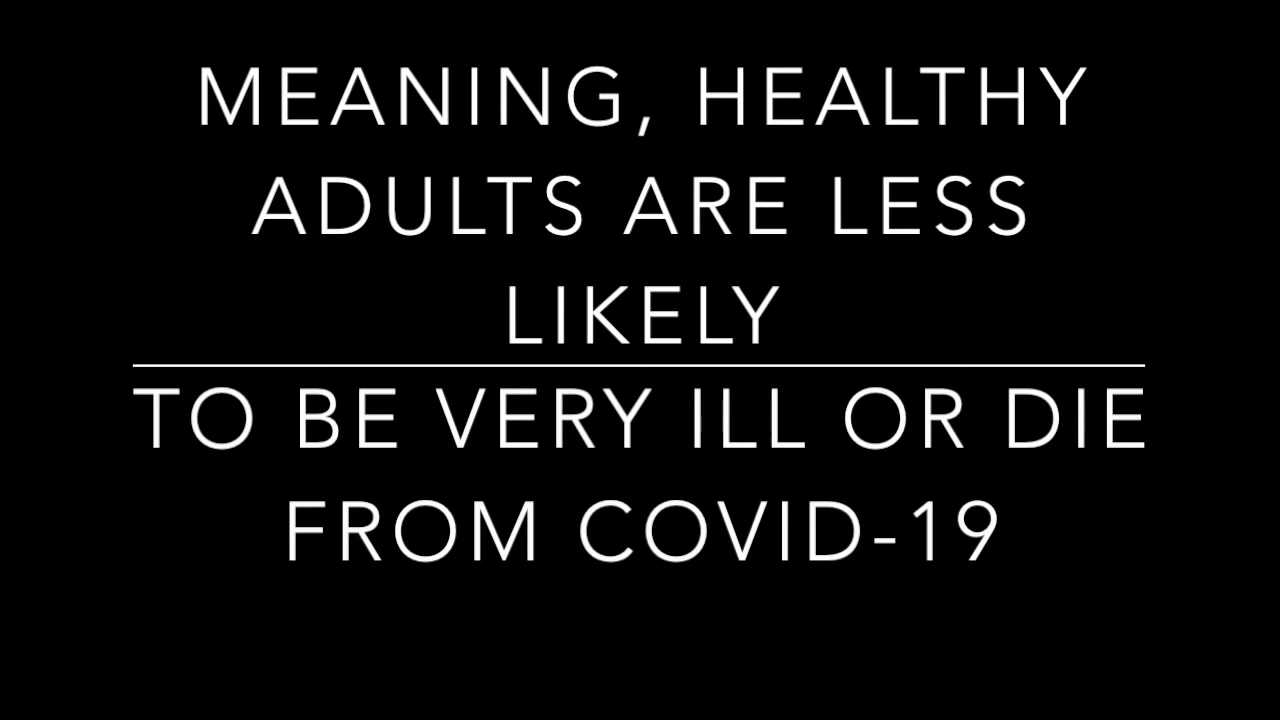 MEANING, HEALTHY
ADULTS ARE LESS
LIKELY
TO BE VERY ILL OR DIE
FROM COVID-19